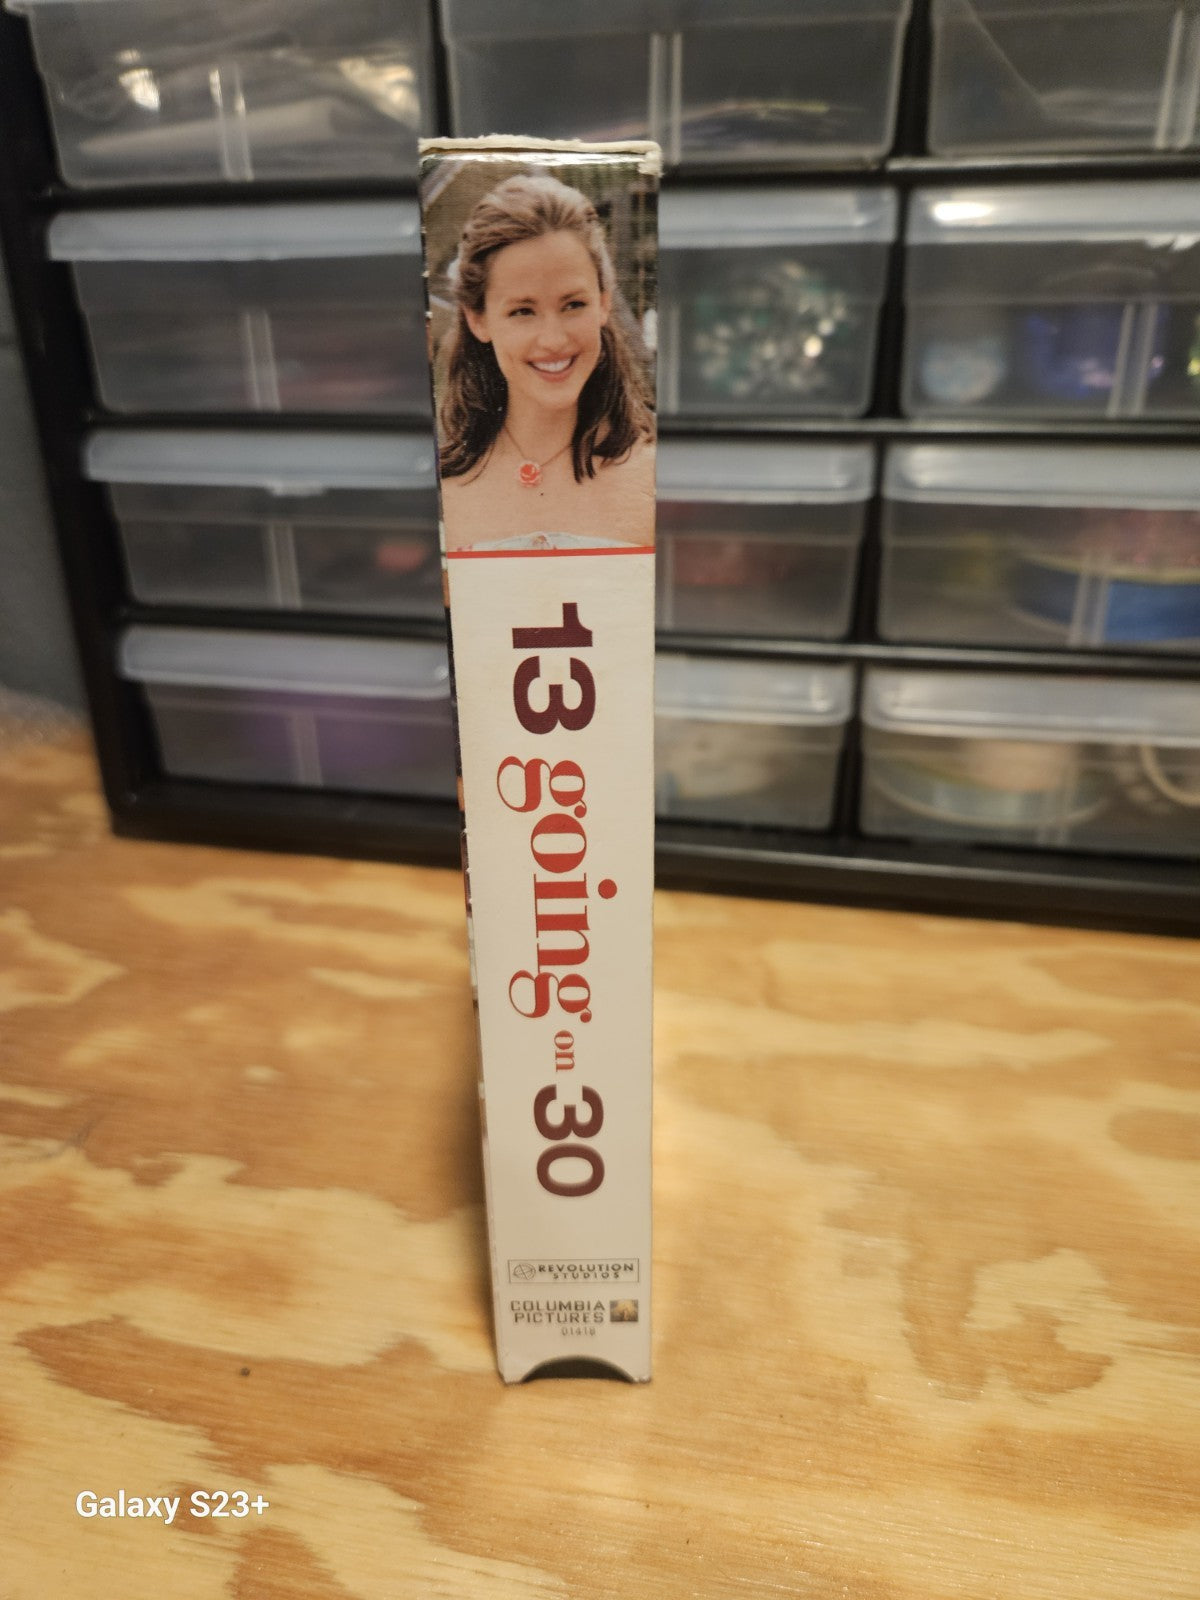 13 going on 30
REVOLUTION
STUDIOS
COLUMBIA
PICTURES
01418
Galaxy S23+